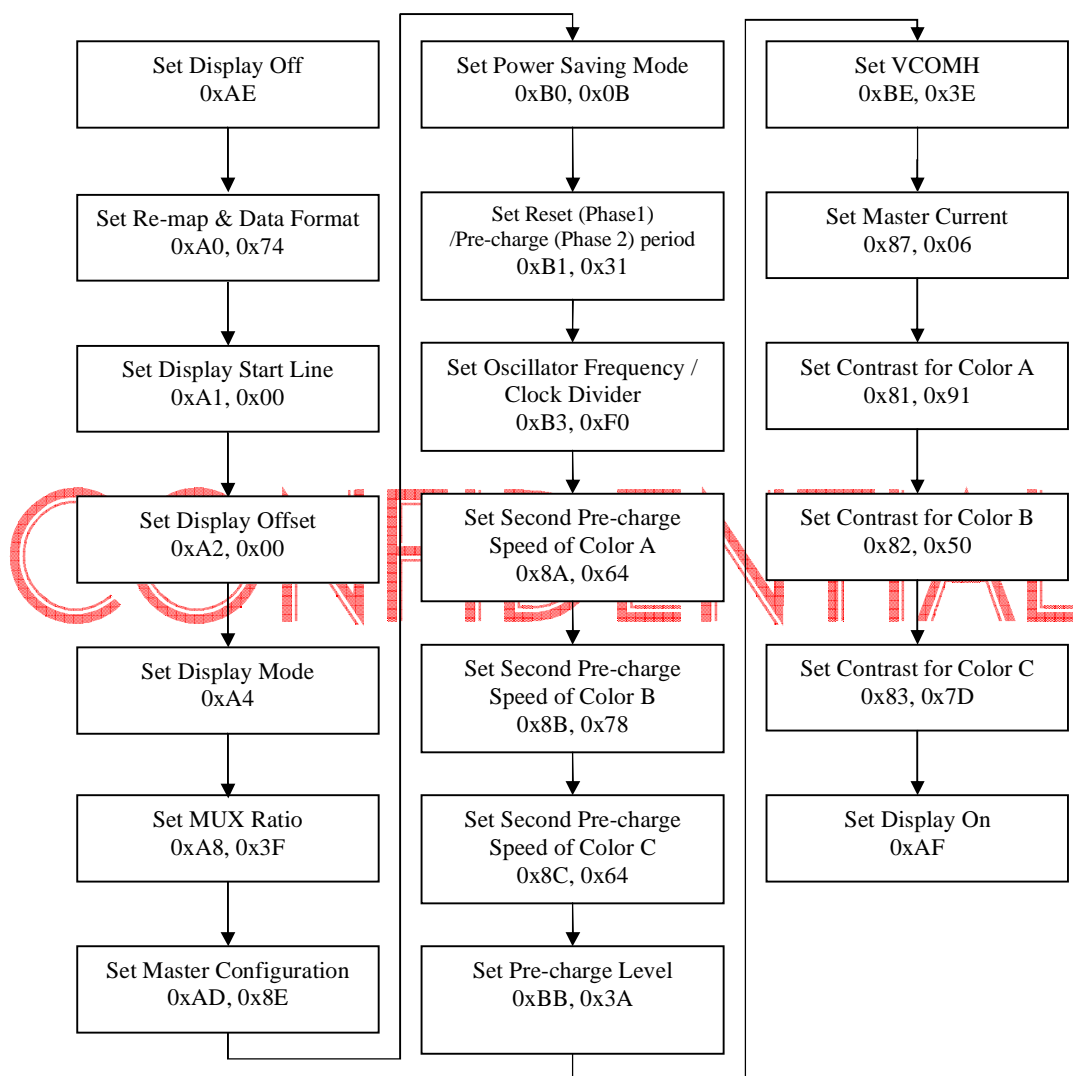 Set Display Off
0xAE
Set Re-map & Data Format
0xA0, 0x74
Set Display Start Line
0xA1, 0x00
Set Display Offset
0xA2, 0x00
Set Display Mode
0xA4
Set MUX Ratio
0xA8, 0x3F
Set Master Configuration
0xAD, 0x8E
Set Power Saving Mode
0xB0, 0x0B
Set Reset (Phase1)
/Pre-charge (Phase 2) period
0xB1, 0x31
Set Oscillator Frequency /
Clock Divider
0xB3, 0xF0
Set Second Pre-charge
Speed of Color A
0x8A, 0x64
Set Second Pre-charge
Speed of Color B
0x8B, 0x78
Set Second Pre-charge
Speed of Color C
0x8C, 0x64
Set Pre-charge Level
0xBB, 0x3A
Set VCOMH
0xBE, 0x3E
Set Master Current
0x87, 0x06
Set Contrast for Color A
0x81, 0x91
Set Contrast for Color B
0x82, 0x50
Set Contrast for Color C
0x83, 0x7D
Set Display On
0xAF
CONFIDENTIAL